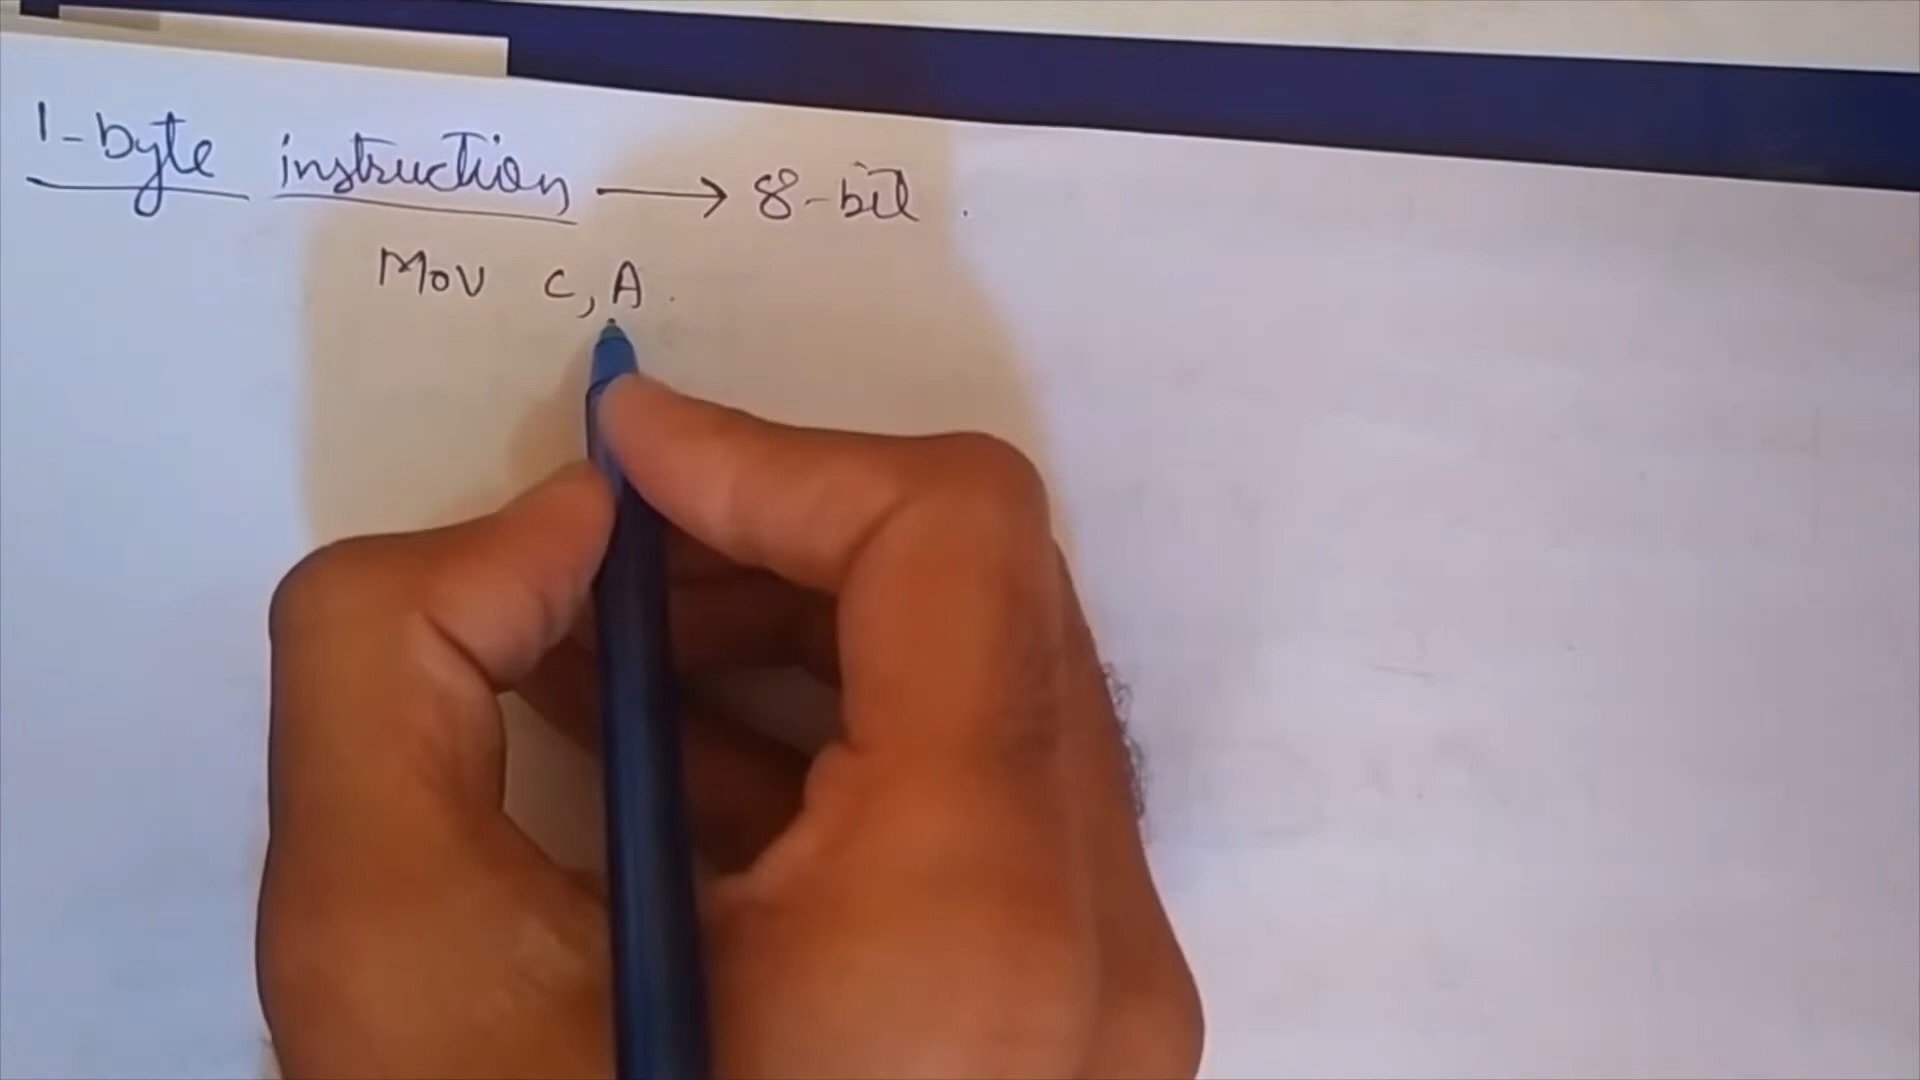 1-byte instruction → 8-bit.
Mov C, A.